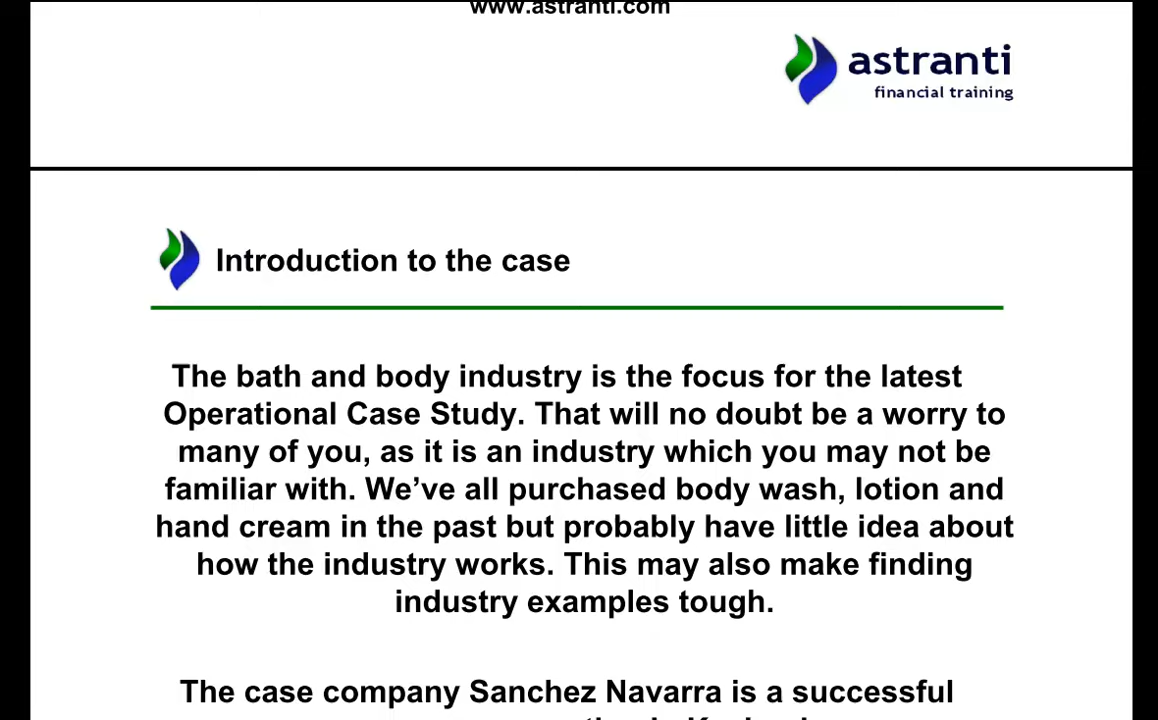 www.astranti.com
astranti
financial training
Introduction to the case
The bath and body industry is the focus for the latest
Operational Case Study. That will no doubt be a worry to
many of you, as it is an industry which you may not be
familiar with. We’ve all purchased body wash, lotion and
hand cream in the past but probably have little idea about
how the industry works. This may also make finding
industry examples tough.
The case company Sanchez Navarra is a successful